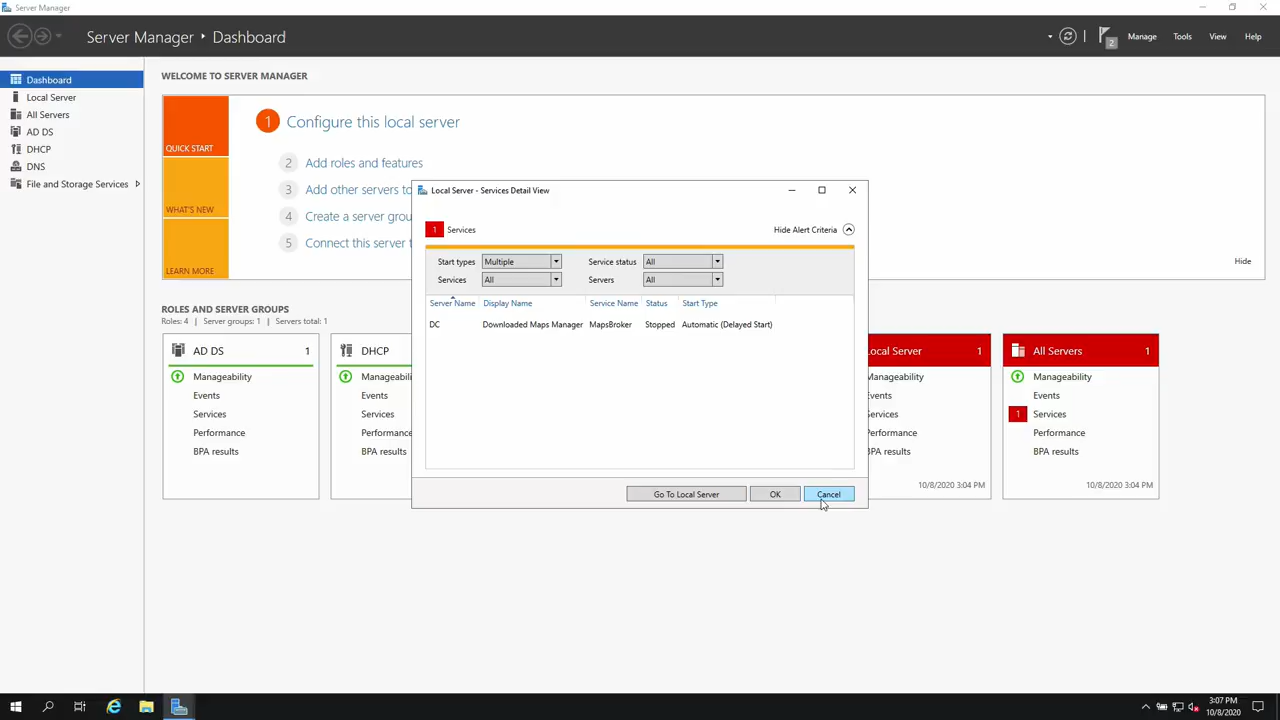 Server Manager
Server Manager ‣ Dashboard
2
Manage
Tools
View
Help
Dashboard
Local Server
All Servers
AD DS
DHCP
DNS
File and Storage Services
WELCOME TO SERVER MANAGER
QUICK START
WHAT'S NEW
LEARN MORE
1 Configure this local server
2 Add roles and features
3 Add other servers to
4 Create a server grou
5 Connect this server t
Hide
Local Server - Services Detail View
1 Services
Hide Alert Criteria
Start types Multiple Service status All
Services All Servers All
Server Name Display Name Service Name Status Start Type
DC Downloaded Maps Manager MapsBroker Stopped Automatic (Delayed Start)
Go To Local Server
OK
Cancel
ROLES AND SERVER GROUPS
Roles: 4 | Server groups: 1 | Servers total: 1
AD DS 1
Manageability
Events
Services
Performance
BPA results
DHCP
Manageabili
Events
Services
Performance
BPA results
Local Server 1
Manageability
Events
Services
Performance
BPA results
10/8/2020 3:04 PM
All Servers 1
Manageability
Events
1 Services
Performance
BPA results
10/8/2020 3:04 PM
3:07 PM
10/8/2020